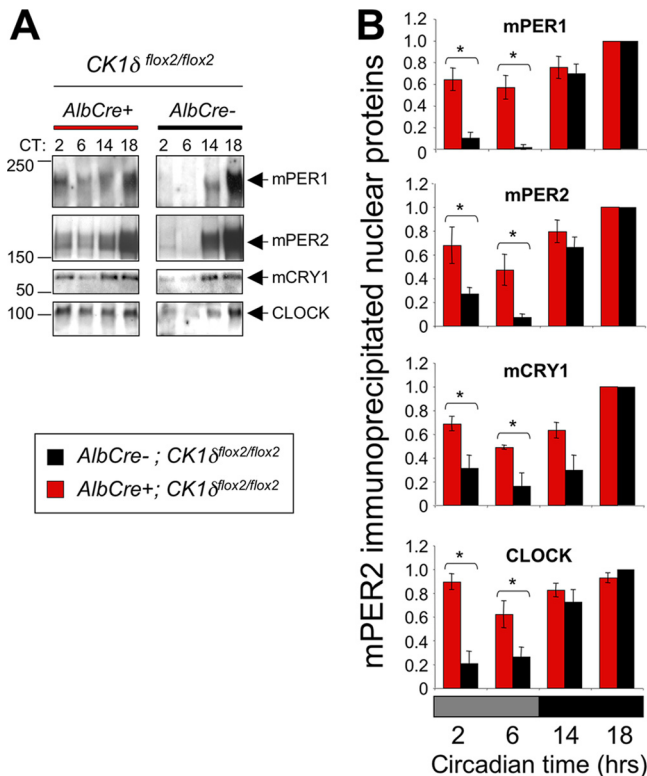 A
CK1δ flox2/flox2
AlbCre+ AlbCre-
CT: 2 6 14 18 2 6 14 18
250
mPER1
mPER2
150
mCRY1
50
100
CLOCK
AlbCre- ; CK1δflox2/flox2
AlbCre+; CK1δflox2/flox2
B
mPER2 immunoprecipitated nuclear proteins
mPER1
1.2
1.0
0.8
0.6
0.4
0.2
0
* *
mPER2
1.2
1.0
0.8
0.6
0.4
0.2
0
* *
mCRY1
1.2
1.0
0.8
0.6
0.4
0.2
0
* *
CLOCK
1.2
1.0
0.8
0.6
0.4
0.2
0
* *
2 6 14 18
Circadian time (hrs)